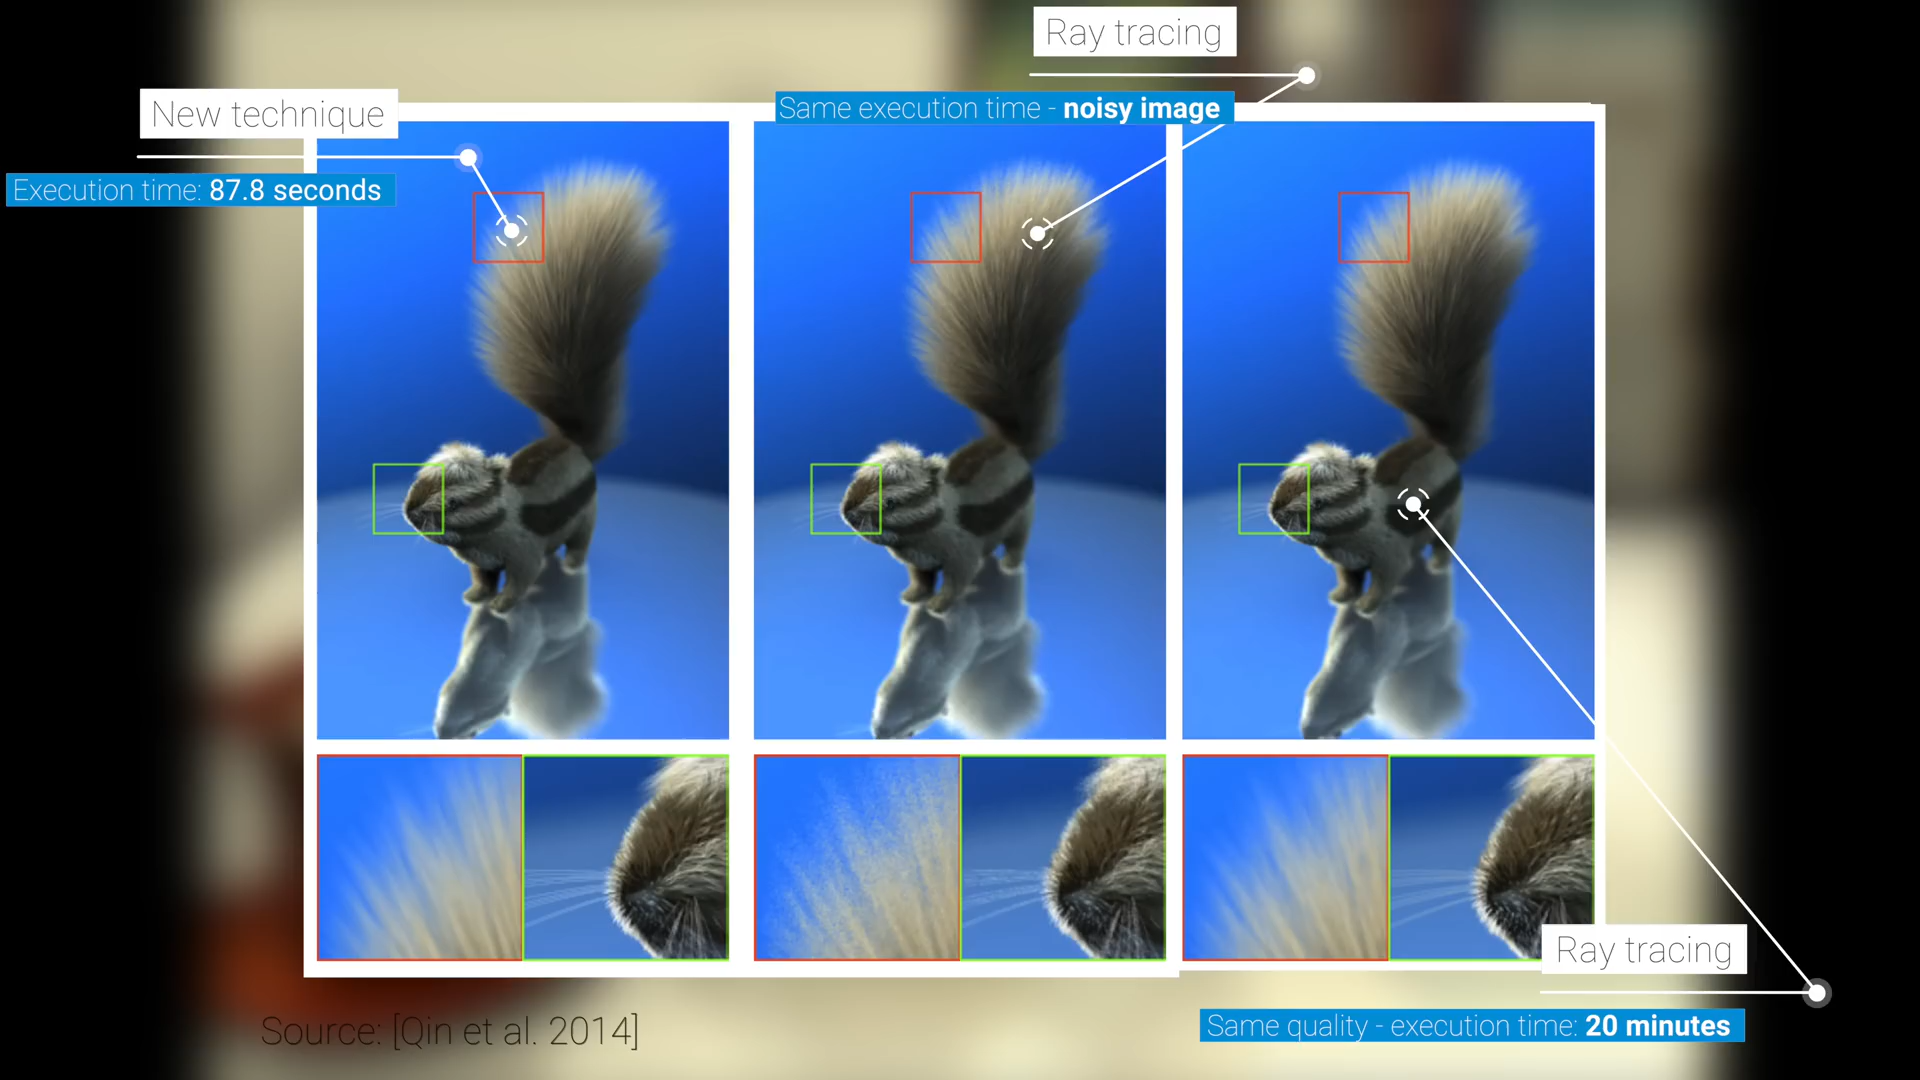 Ray tracing
Same execution time - noisy image
New technique
Execution time: 87.8 seconds
Ray tracing
Same quality - execution time: 20 minutes
Source: [Qin et al. 2014]